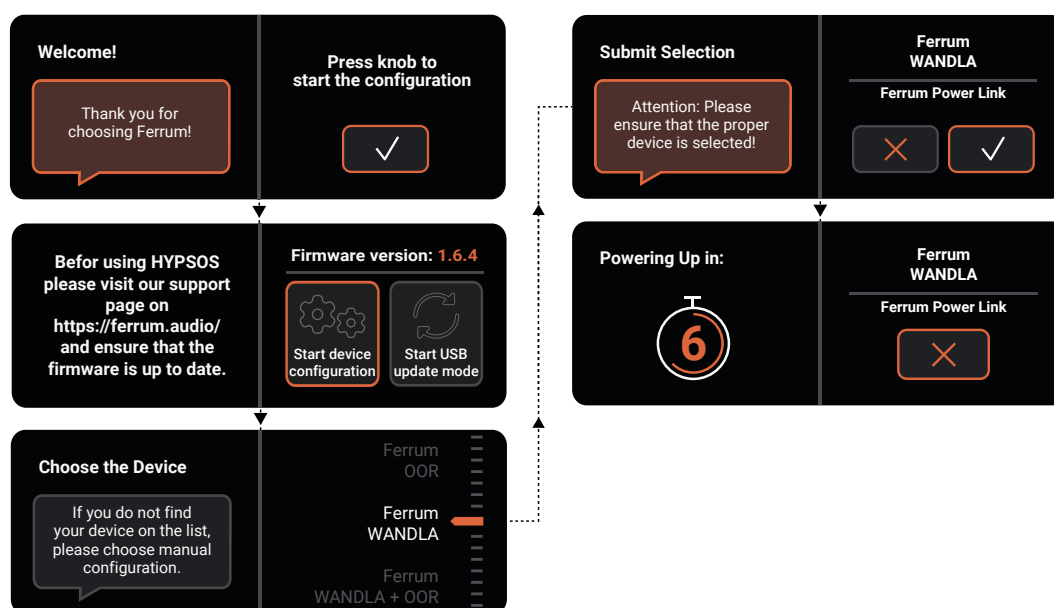 Welcome!
Thank you for
choosing Ferrum!
Press knob to
start the configuration
Befor using HYPSOS
please visit our support
page on
https://ferrum.audio/
and ensure that the
firmware is up to date.
Firmware version: 1.6.4
Start device
configuration
Start USB
update mode
Choose the Device
If you do not find
your device on the list,
please choose manual
configuration.
Ferrum
OOR
Ferrum
WANDLA
Ferrum
WANDLA + OOR
Submit Selection
Attention: Please
ensure that the proper
device is selected!
Ferrum
WANDLA
Ferrum Power Link
Powering Up in:
6
Ferrum
WANDLA
Ferrum Power Link